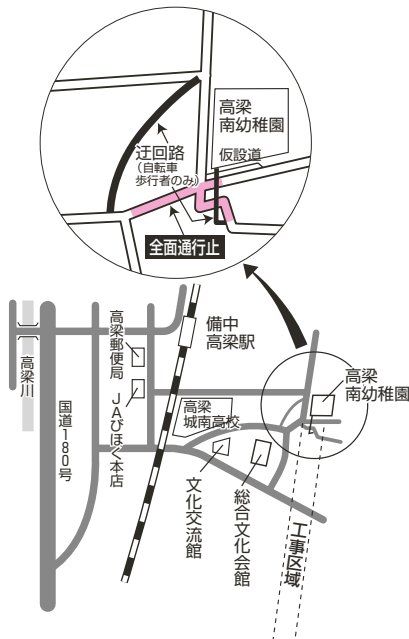 高梁
南幼稚園
仮設道
迂回路
(自転車
歩行者のみ)
全面通行止
備中
高梁駅
高梁郵便局
JAびほく本店
高梁川
国道180号
高梁
城南高校
高梁
南幼稚園
文化交流館
総合文化会館
工事区域